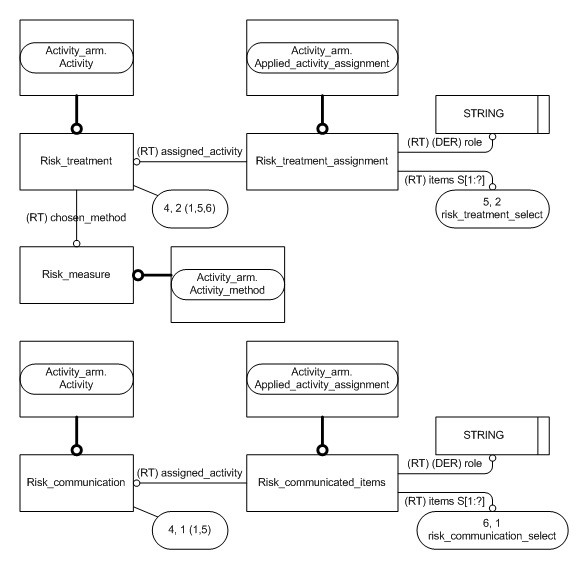 Activity_arm.
Activity
Activity_arm.
Applied_activity_assignment
STRING
(RT) (DER) role
(RT) assigned_activity
Risk_treatment
Risk_treatment_assignment
(RT) items S[1:?]
4, 2 (1,5,6)
5, 2
risk_treatment_select
(RT) chosen_method
Risk_measure
Activity_arm.
Activity_method
Activity_arm.
Activity
Activity_arm.
Applied_activity_assignment
STRING
(RT) (DER) role
(RT) assigned_activity
Risk_communication
Risk_communicated_items
(RT) items S[1:?]
4, 1 (1,5)
6, 1
risk_communication_select